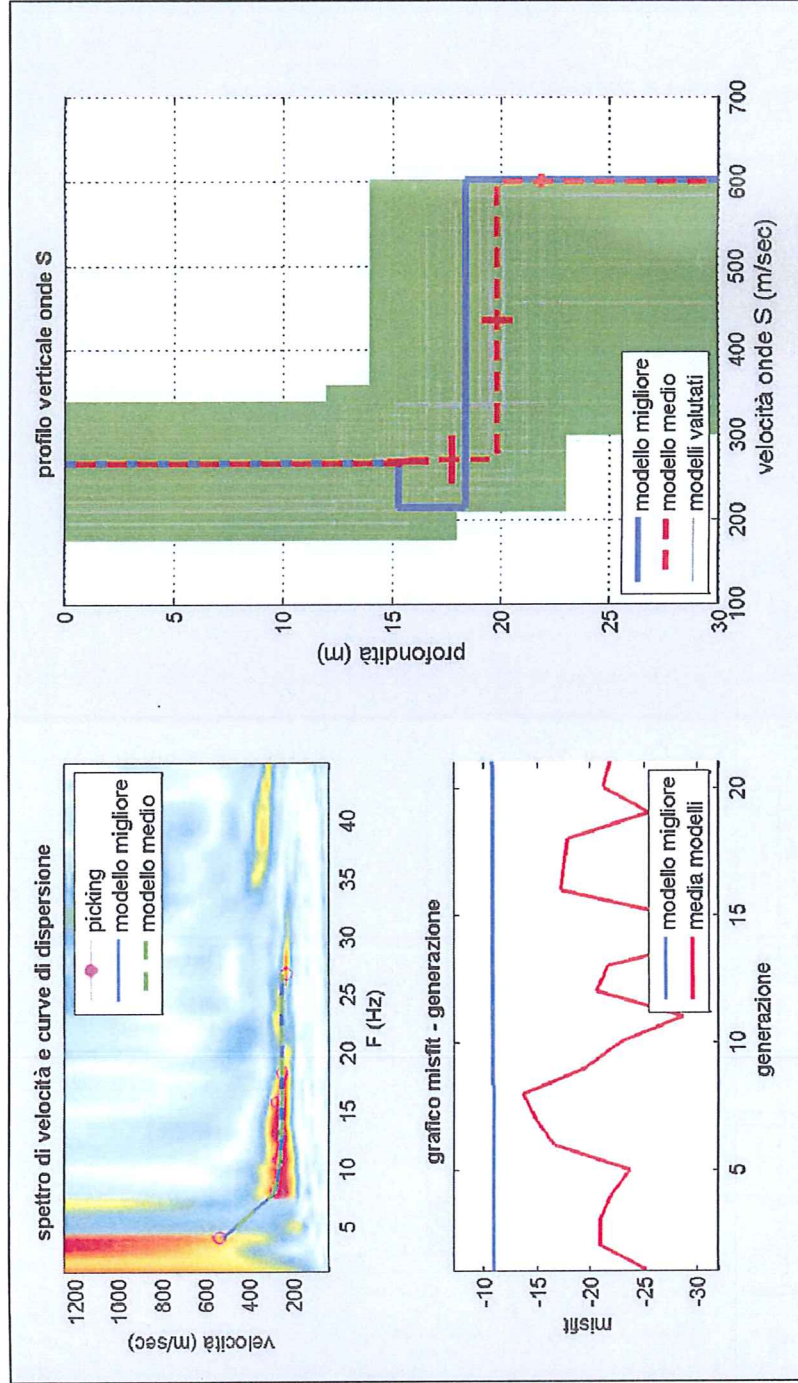 spettro di velocità e curve di dispersione
velocità (m/sec)
1200
1000
800
600
400
200
picking
modello migliore
modello medio
5
10
15
20
25
30
35
40
F (Hz)
grafico misfit - generazione
misfit
-10
-15
-20
-25
-30
modello migliore
media modelli
5
10
15
20
generazione
profilo verticale onde S
profondità (m)
0
5
10
15
20
25
30
modello migliore
modello medio
modelli valutati
100
200
300
400
500
600
700
velocità onde S (m/sec)